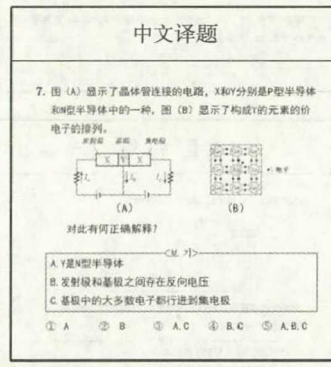 中文译题
7. 图（A）显示了晶体管连接的电路，X和Y分别是P型半导体
和N型半导体中的一种，图（B）显示了构成Y的元素的价
电子的排列。
发射极 基极 集电极
X Y X
(A)
(B)
•: 电子
对此有何正确解释？
<보 기>
A. Y是N型半导体
B. 发射极和基极之间存在反向电压
C. 基极中的大多数电子都行进到集电极
① A ② B ③ A, C ④ B, C ⑤ A, B, C